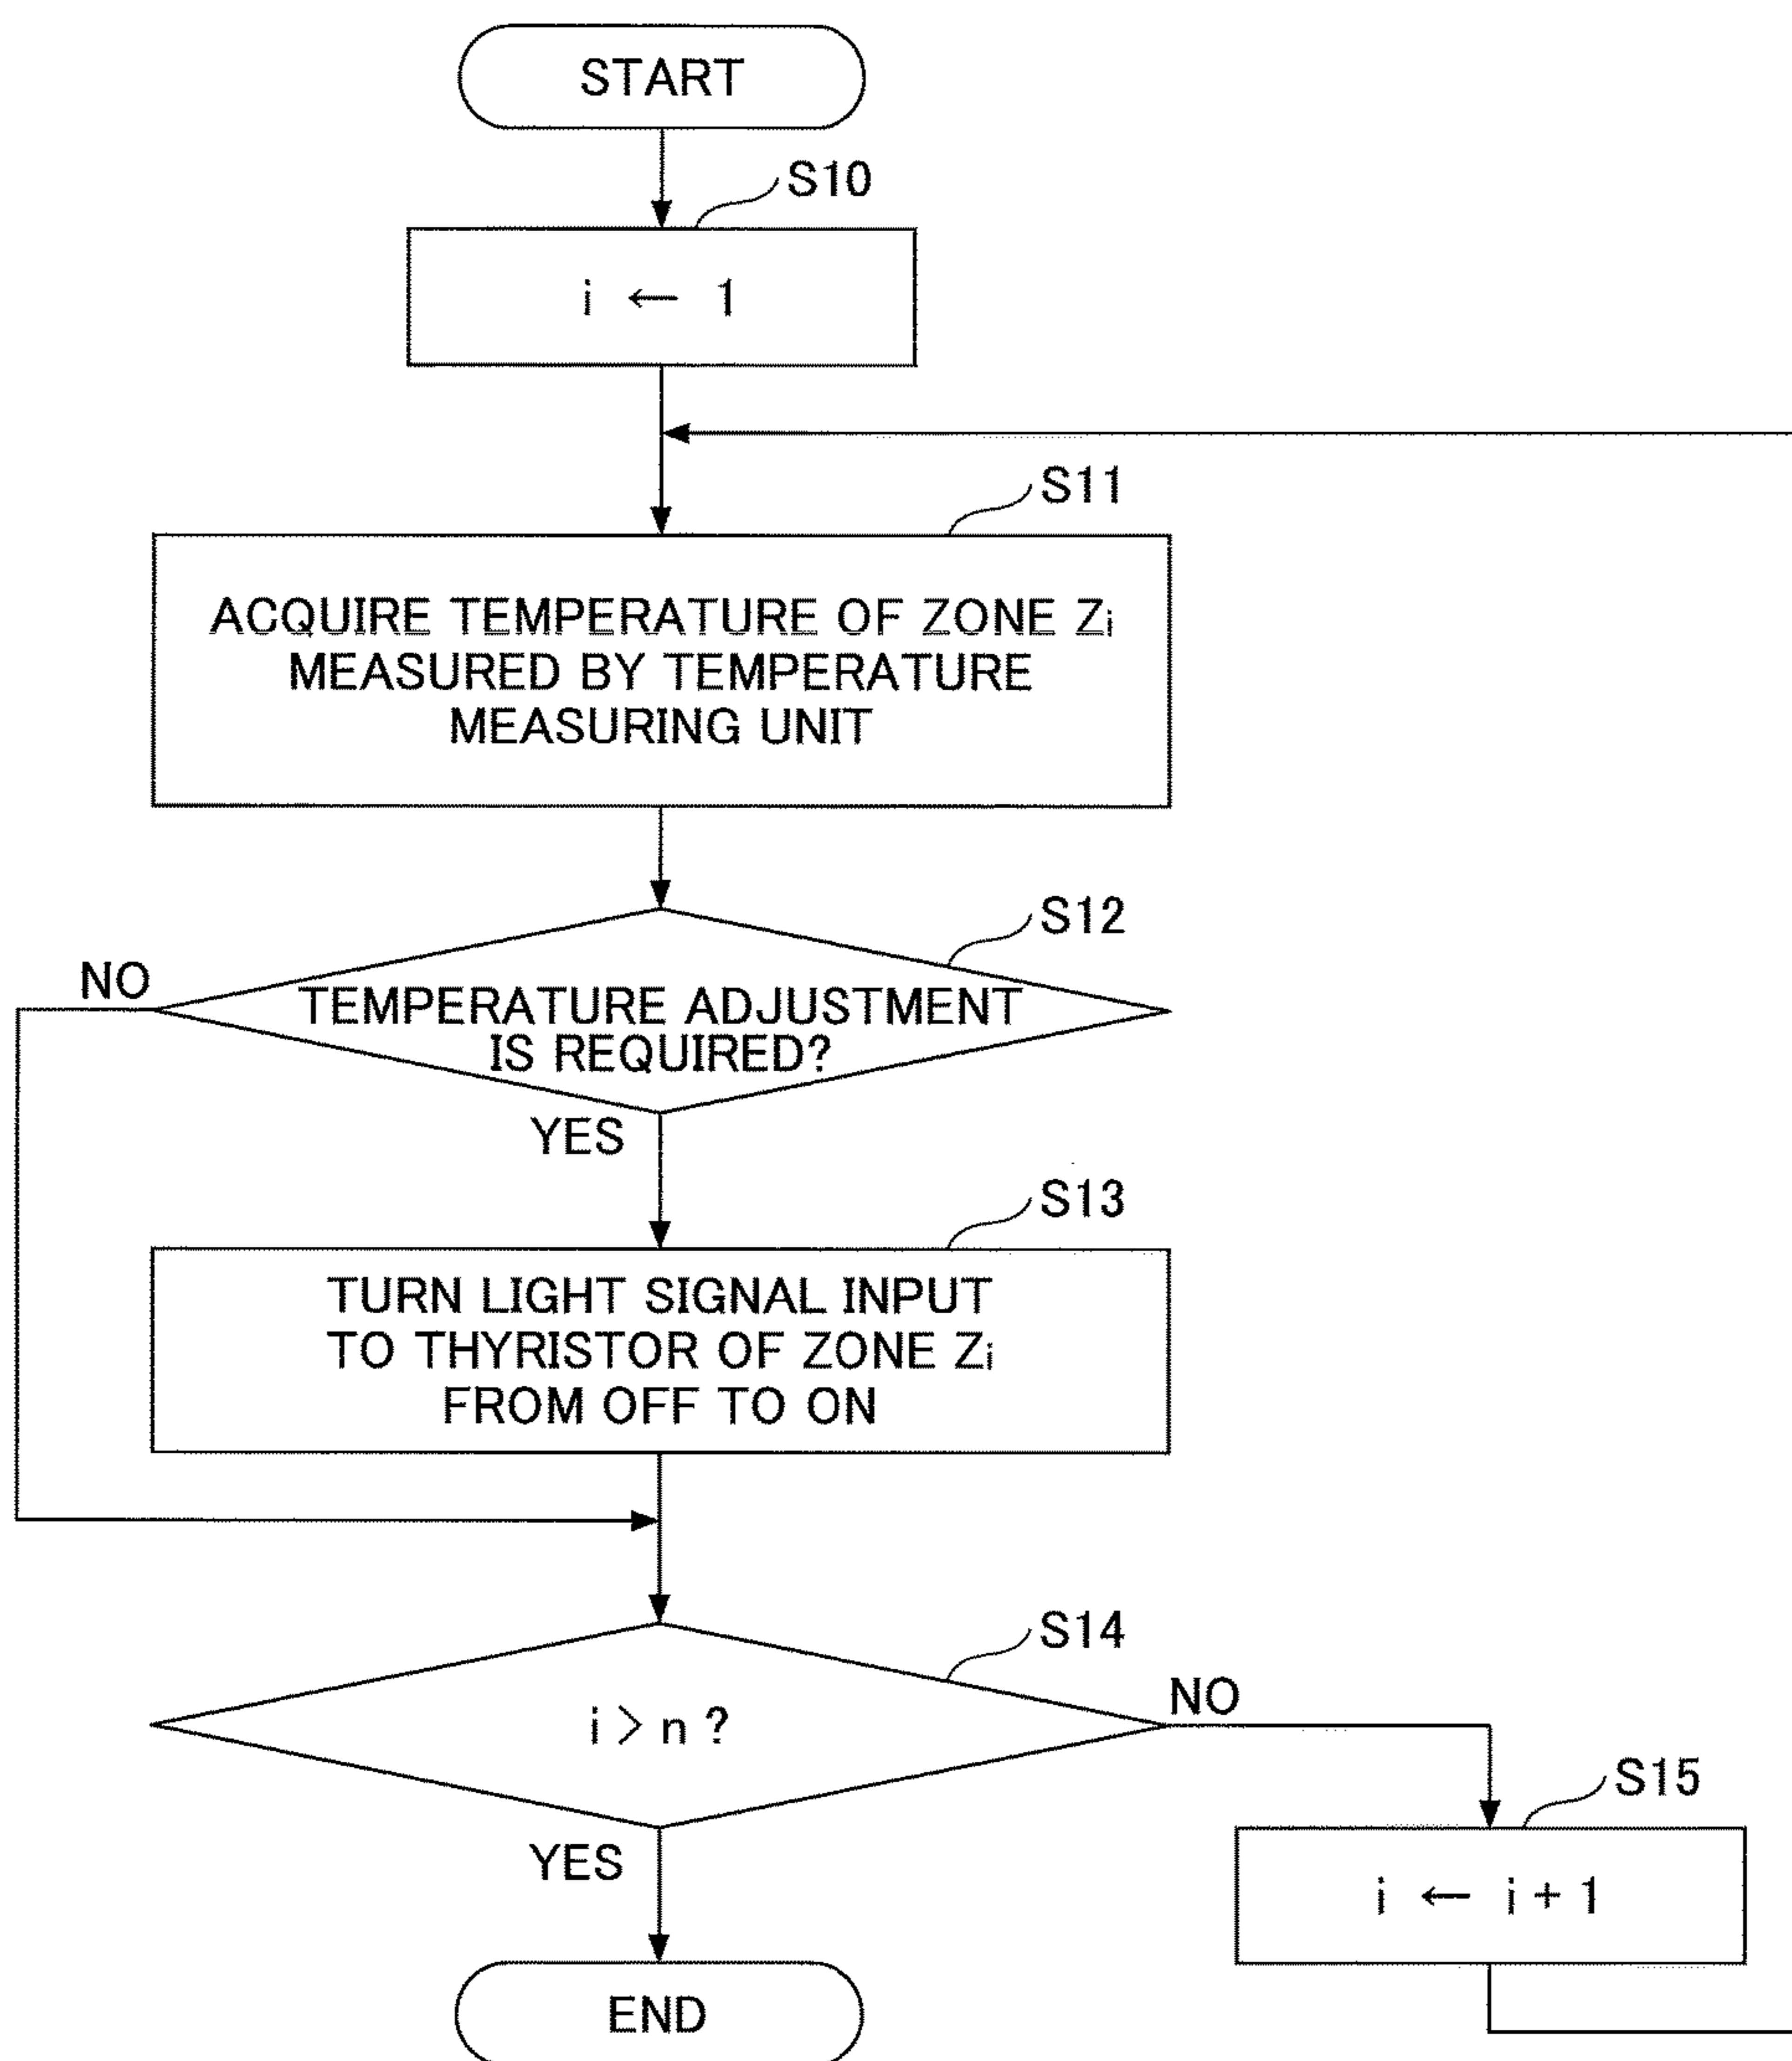 START
S10
i ← 1
S11
ACQUIRE TEMPERATURE OF ZONE Zi
MEASURED BY TEMPERATURE
MEASURING UNIT
S12
NO
TEMPERATURE ADJUSTMENT
IS REQUIRED?
YES
S13
TURN LIGHT SIGNAL INPUT
TO THYRISTOR OF ZONE Zi
FROM OFF TO ON
S14
i > n ?
NO
YES
S15
i ← i + 1
END